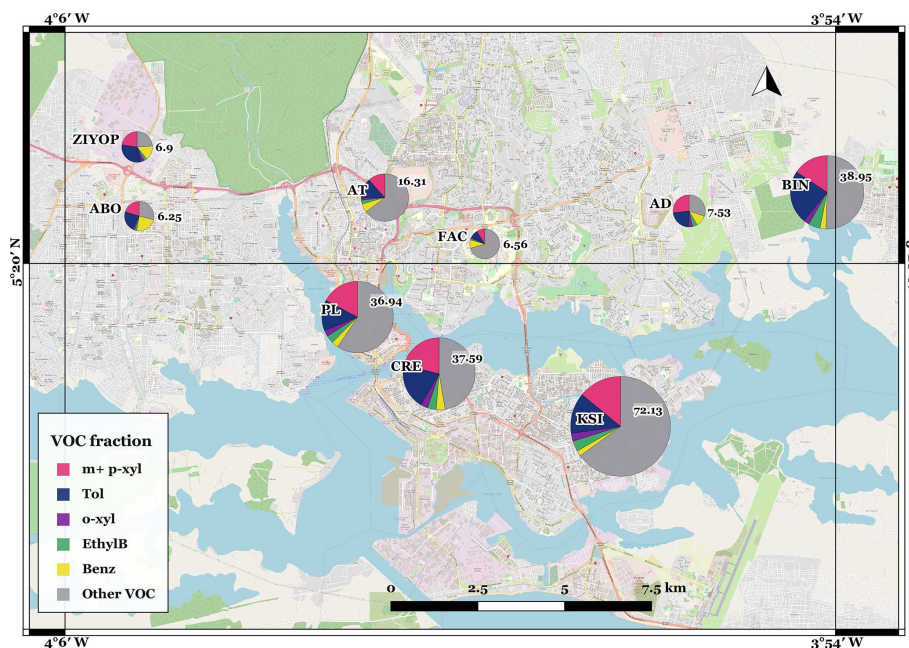 4°6′ W
3°54′ W
ZIYOP
6.9
AT
16.31
BIN
38.95
ABO
6.25
AD
7.53
FAC
6.56
5°20′ N
PL
36.94
CRE
37.59
KSI
72.13
VOC fraction
m+ p-xyl
Tol
o-xyl
EthylB
Benz
Other VOC
0 2.5 5 7.5 km
4°6′ W
3°54′ W